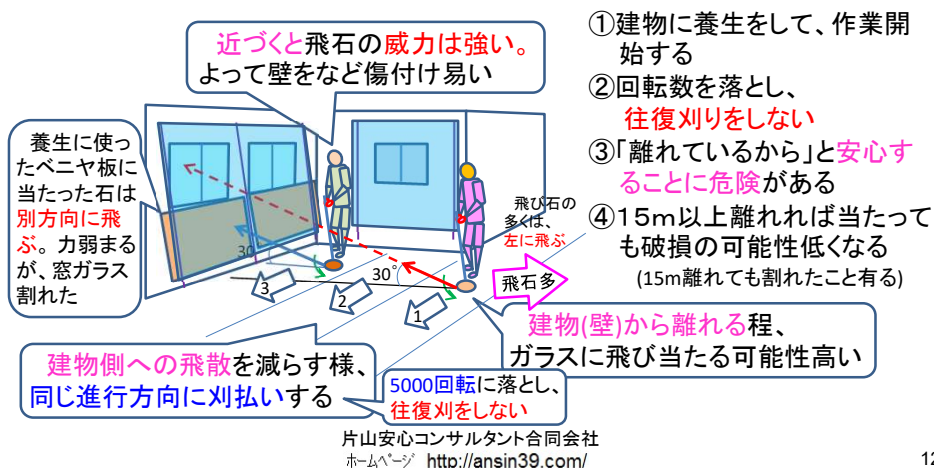 近づくと飛石の威力は強い。
よって壁をなど傷付け易い
養生に使っ
たベニヤ板に
当たった石は
別方向に飛
ぶ。力弱まる
が、窓ガラス
割れた
飛び石の
多くは、
左に飛ぶ
30
30°
3
2
1
飛石多
建物(壁)から離れる程、
ガラスに飛び当たる可能性高い
建物側への飛散を減らす様、
同じ進行方向に刈払いする
5000回転に落とし、
往復刈をしない
①建物に養生をして、作業開
始する
②回転数を落とし、
往復刈りをしない
③「離れているから」と安心す
ることに危険がある
④15ｍ以上離れれば当たって
も破損の可能性低くなる
(15m離れても割れたこと有る)
片山安心コンサルタント合同会社
ﾎｰﾑﾍﾟｰｼﾞ http://ansin39.com/
12